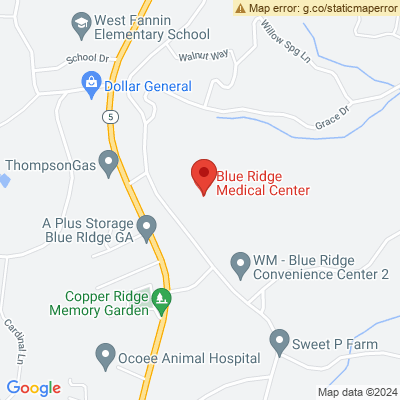 Map error: g.co/staticmaperror
West Fannin
Elementary School
Willow Spg Ln
School Dr
Walnut Way
Dollar General
Grace Dr
5
ThompsonGas
Blue Ridge
Medical Center
A Plus Storage
Blue RIdge GA
WM - Blue Ridge
Convenience Center 2
Copper Ridge
Memory Garden
Cardinal Ln
Sweet P Farm
Ocoee Animal Hospital
Google
Map data ©2024